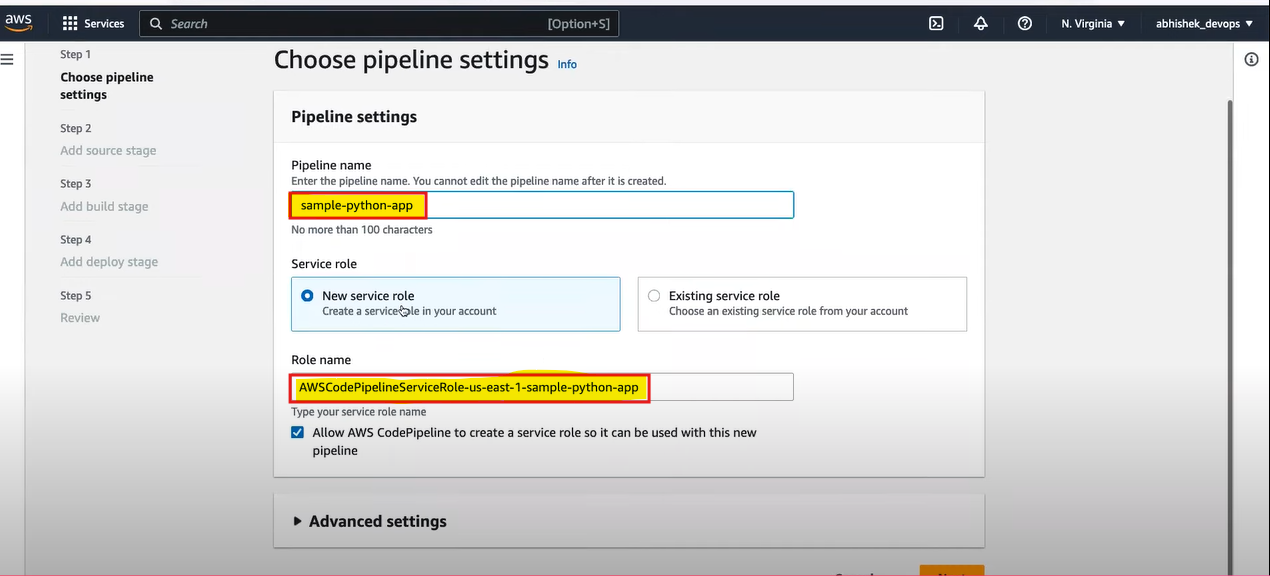 aws
Services
Search
[Option+S]
N. Virginia
abhishek_devops
Step 1
Choose pipeline
settings
Step 2
Add source stage
Step 3
Add build stage
Step 4
Add deploy stage
Step 5
Review
Choose pipeline settings
Info
Pipeline settings
Pipeline name
Enter the pipeline name. You cannot edit the pipeline name after it is created.
sample-python-app
No more than 100 characters
Service role
New service role
Create a service role in your account
Existing service role
Choose an existing service role from your account
Role name
AWSCodePipelineServiceRole-us-east-1-sample-python-app
Type your service role name
Allow AWS CodePipeline to create a service role so it can be used with this new
pipeline
Advanced settings